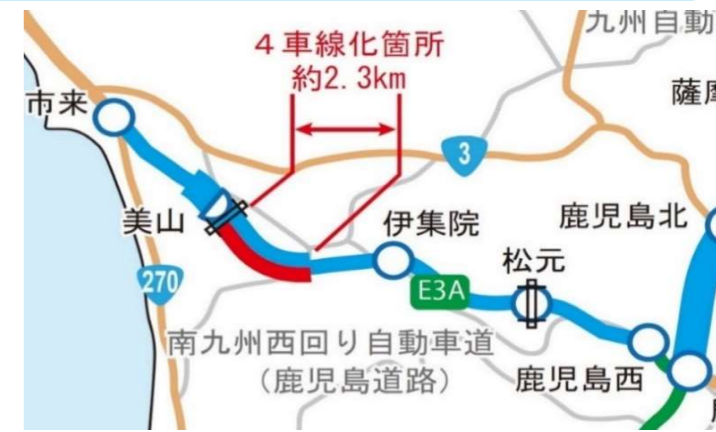 九州自動
4車線化箇所
約2.3km
薩摩
市来
3
美山
伊集院
鹿児島北
松元
270
E3A
南九州西回り自動車道
(鹿児島道路)
鹿児島西